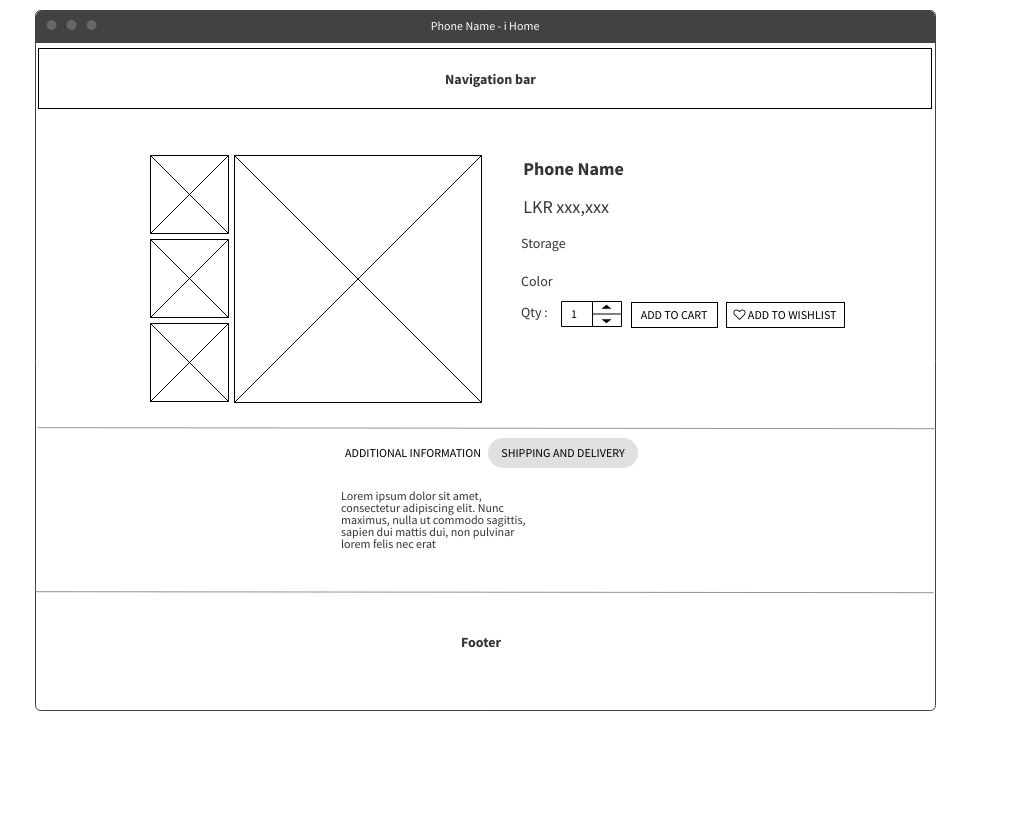 Phone Name - i Home
Navigation bar
Phone Name
LKR xxx,xxx
Storage
Color
Qty : 1 ADD TO CART ADD TO WISHLIST
ADDITIONAL INFORMATION SHIPPING AND DELIVERY
Lorem ipsum dolor sit amet,
consectetur adipiscing elit. Nunc
maximus, nulla ut commodo sagittis,
sapien dui mattis dui, non pulvinar
lorem felis nec erat
Footer